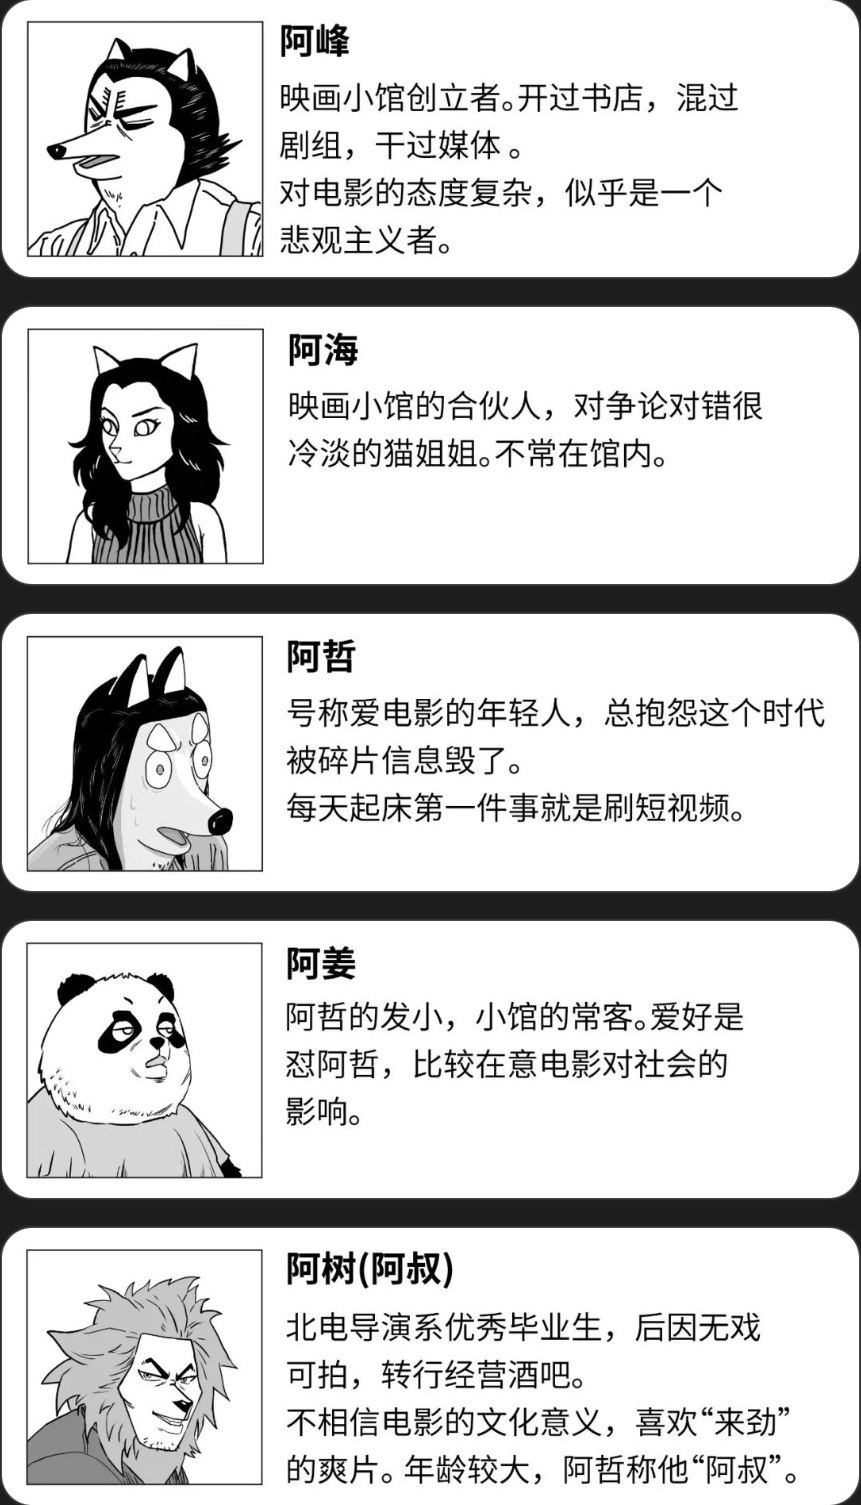 阿峰
映画小馆创立者。开过书店，混过
剧组，干过媒体 。
对电影的态度复杂，似乎是一个
悲观主义者。
阿海
映画小馆的合伙人，对争论对错很
冷淡的猫姐姐。不常在馆内。
阿哲
号称爱电影的年轻人，总抱怨这个时代
被碎片信息毁了。
每天起床第一件事就是刷短视频。
阿姜
阿哲的发小，小馆的常客。爱好是
怼阿哲，比较在意电影对社会的
影响。
阿树(阿叔)
北电导演系优秀毕业生，后因无戏
可拍，转行经营酒吧。
不相信电影的文化意义，喜欢“来劲”
的爽片。年龄较大，阿哲称他“阿叔”。